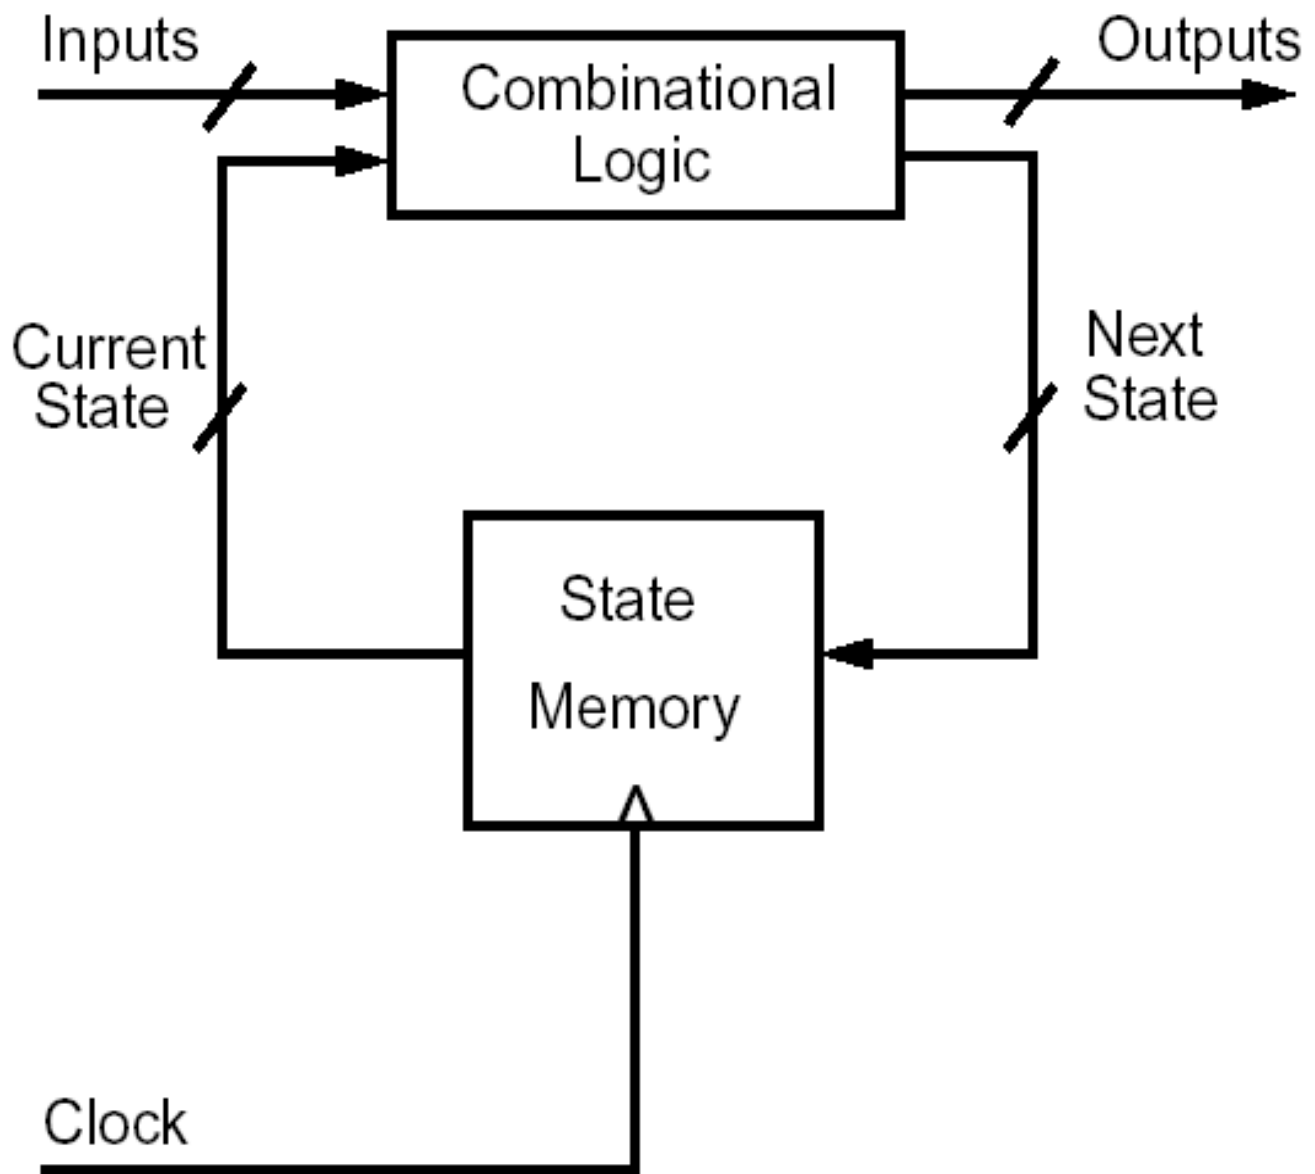 Inputs
Combinational
Logic
Outputs
Current
State
Next
State
State
Memory
Clock